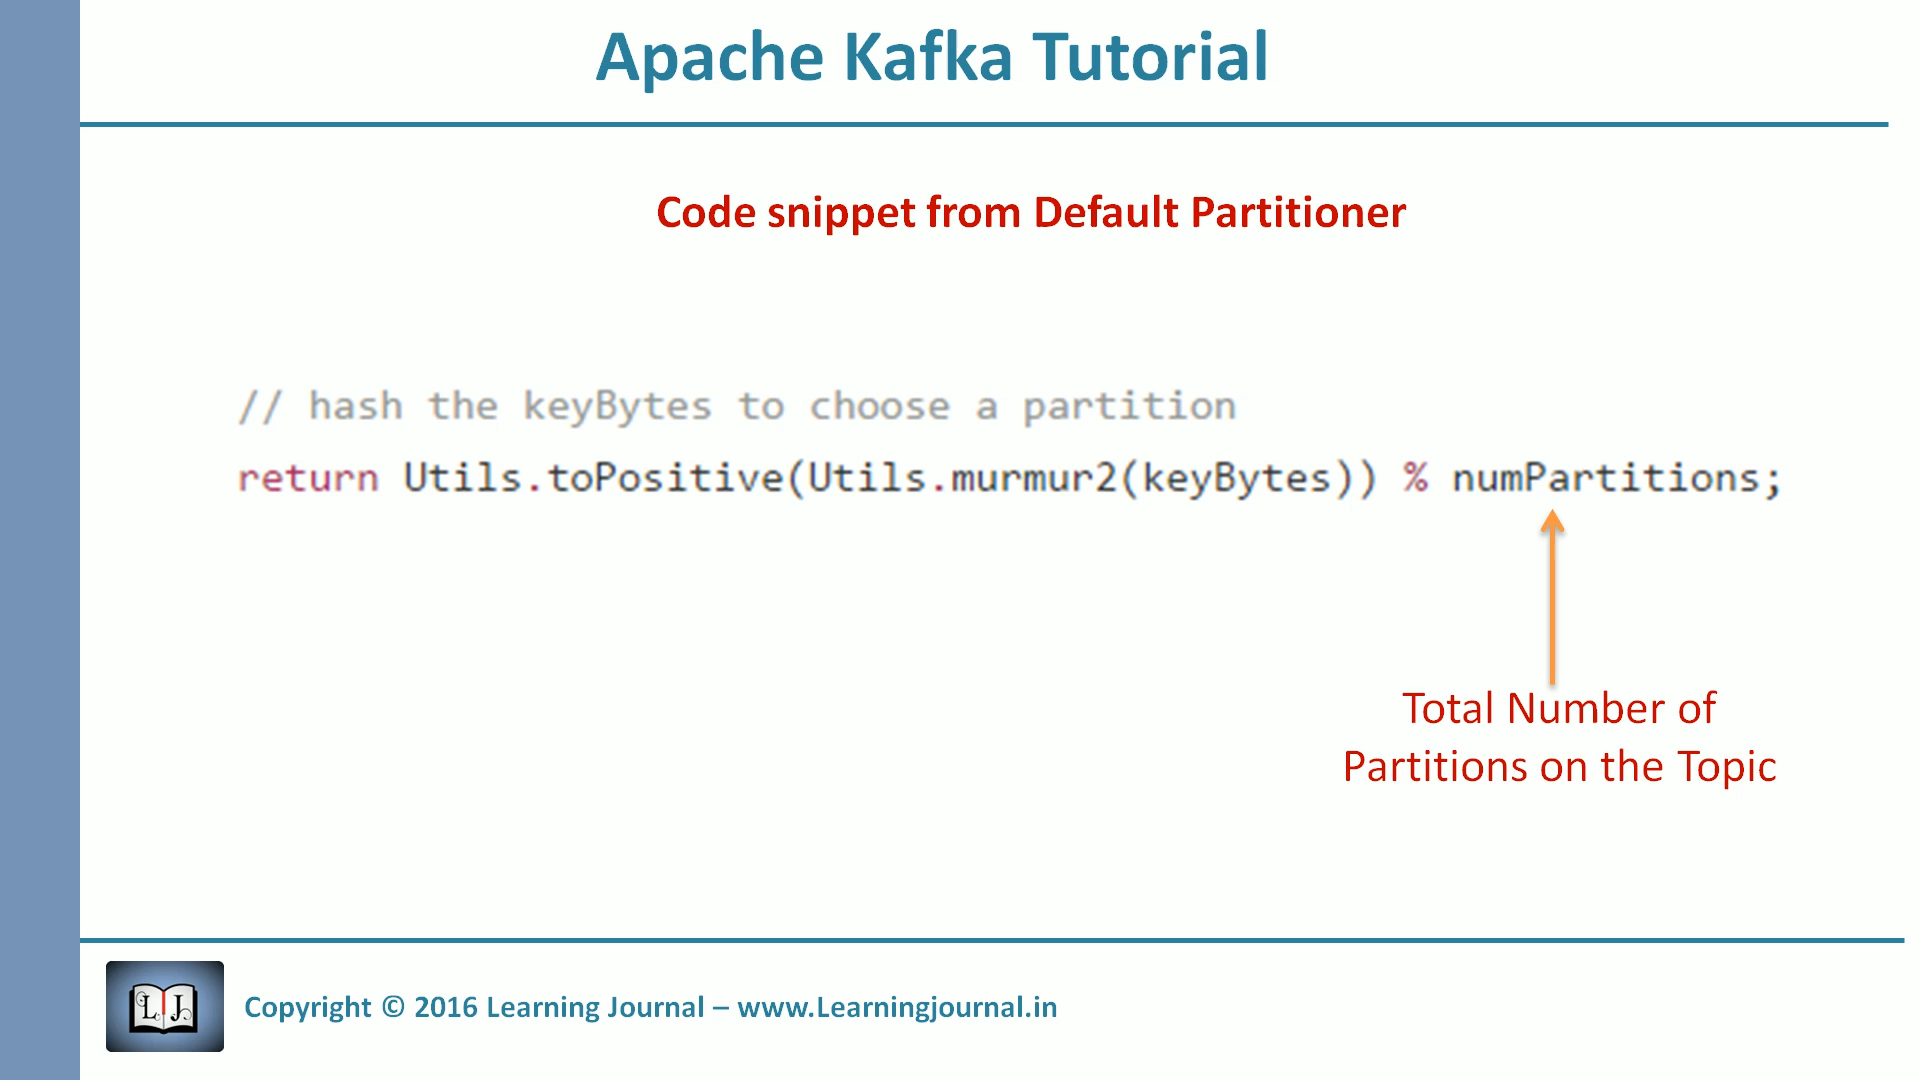 Apache Kafka Tutorial
Code snippet from Default Partitioner
// hash the keyBytes to choose a partition
return Utils.toPositive(Utils.murmur2(keyBytes)) % numPartitions;
Total Number of
Partitions on the Topic
LJ
Copyright © 2016 Learning Journal – www.Learningjournal.in